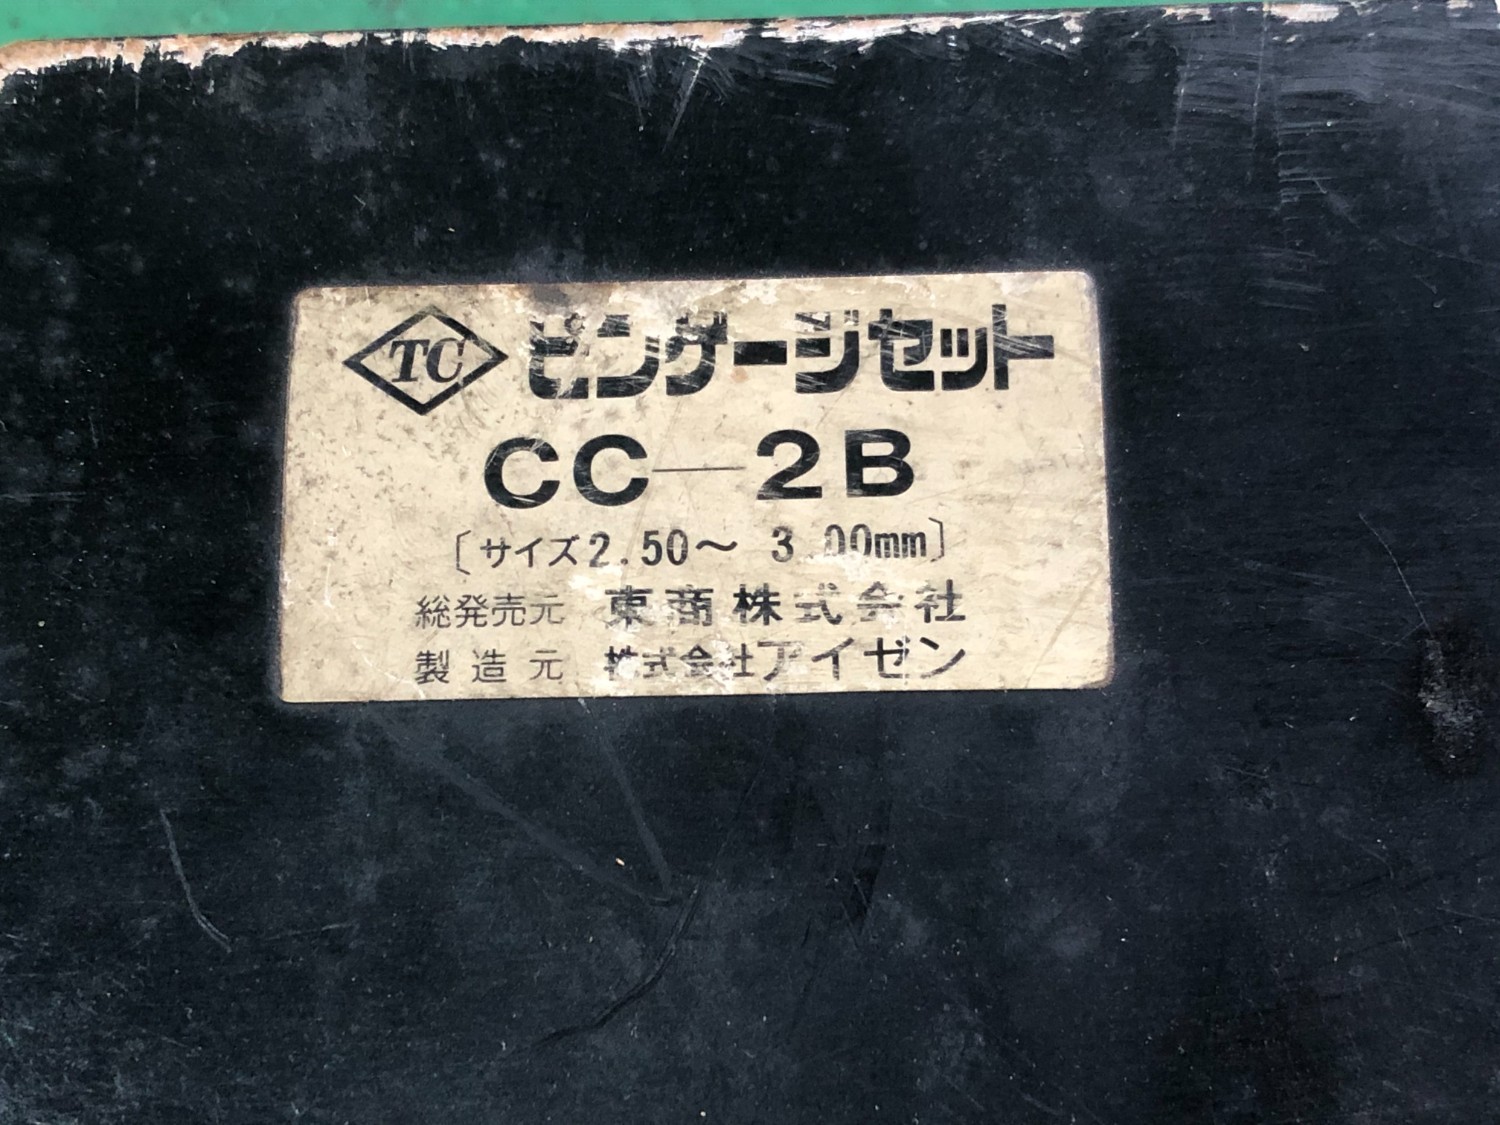 TC ピンゲージセット
CC―2B
〔サイズ2.50〜 3.00mm〕
総発売元 東商株式会社
製造元 株式会社アイゼン